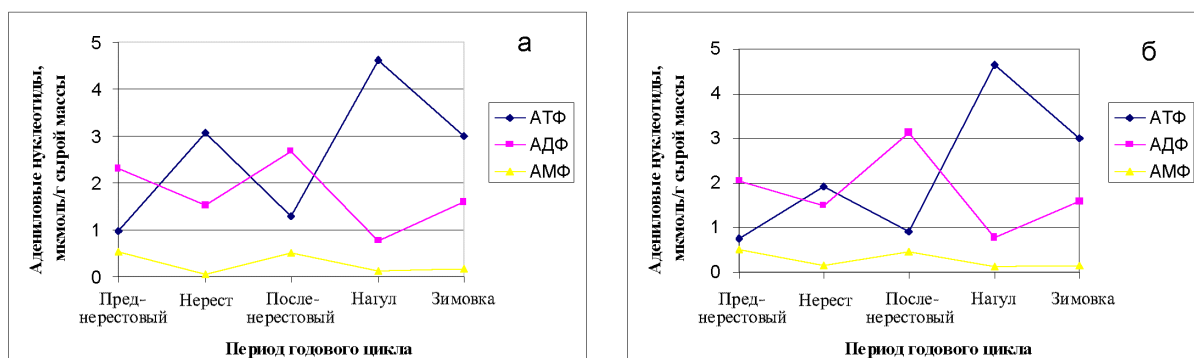 а
Адениловые нуклеотиды,
мкмоль/г сырой массы
5
4
3
2
1
0
Пред-
нерестовый
Нерест
После-
нерестовый
Нагул
Зимовка
Период годового цикла
АТФ
АДФ
АМФ
б
Адениловые нуклеотиды,
мкмоль/г сырой массы
5
4
3
2
1
0
Пред-
нерестовый
Нерест
После-
нерестовый
Нагул
Зимовка
Период годового цикла
АТФ
АДФ
АМФ